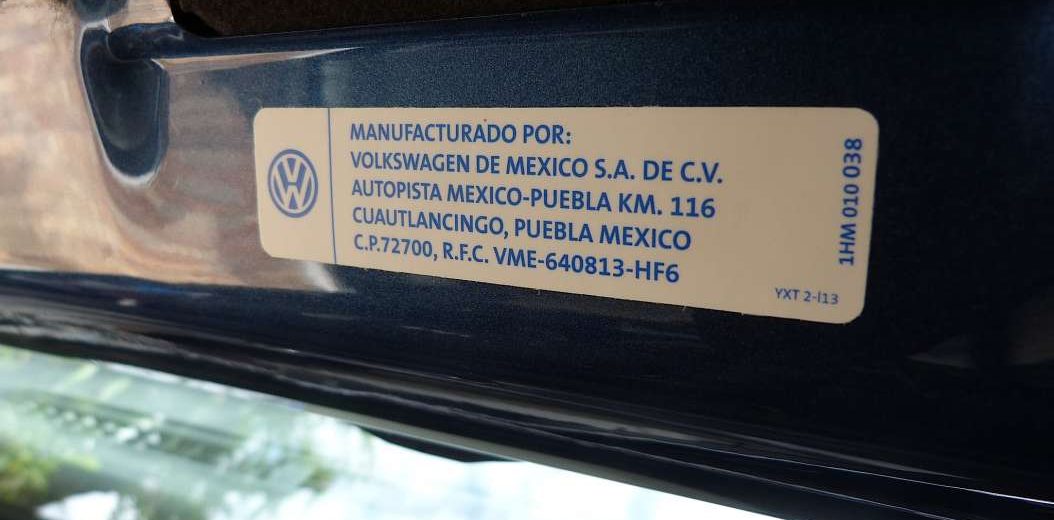 MANUFACTURADO POR:
VOLKSWAGEN DE MEXICO S.A. DE C.V.
AUTOPISTA MEXICO-PUEBLA KM. 116
CUAUTLANCINGO, PUEBLA MEXICO
C.P.72700, R.F.C. VME-640813-HF6
1HM 010 038
YXT 2-I13